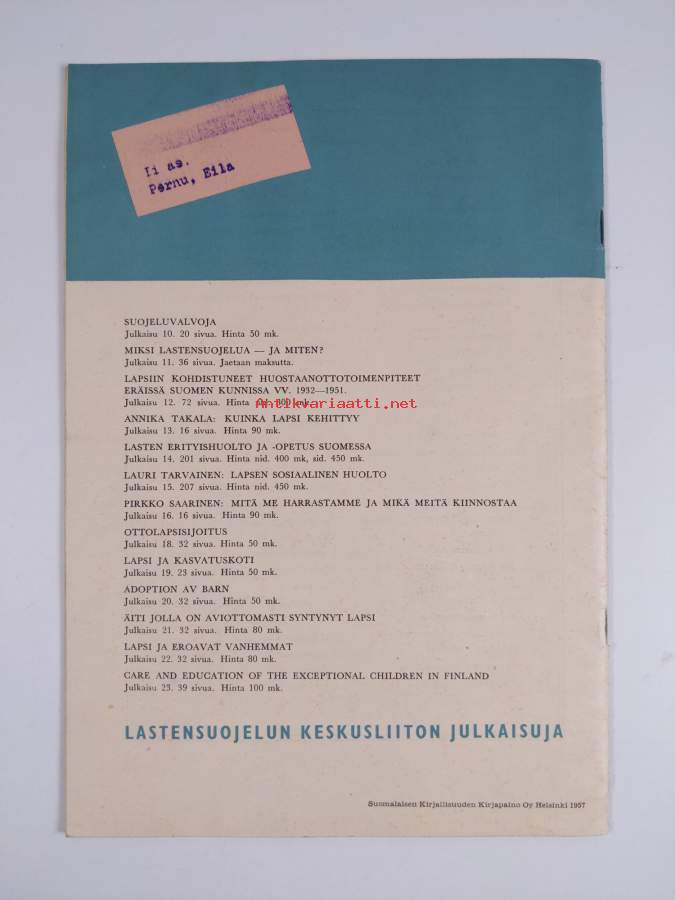 Ii as.
Pernu, Eila
SUOJELUVALVOJA
Julkaisu 10. 20 sivua. Hinta 50 mk.
MIKSI LASTENSUOJELUA — JA MITEN?
Julkaisu 11. 36 sivua. Jaetaan maksutta.
LAPSIIN KOHDISTUNEET HUOSTAANOTTOTOIMENPITEET
ERÄISSÄ SUOMEN KUNNISSA VV. 1932—1951.
Julkaisu 12. 72 sivua. Hinta mk.
antikvariaatti.net
ANNIKA TAKALA: KUINKA LAPSI KEHITTYY
Julkaisu 13. 16 sivua. Hinta 90 mk.
LASTEN ERITYISHUOLTO JA -OPETUS SUOMESSA
Julkaisu 14. 201 sivua. Hinta nid. 400 mk, sid. 450 mk.
LAURI TARVAINEN: LAPSEN SOSIAALINEN HUOLTO
Julkaisu 15. 207 sivua. Hinta nid. 450 mk.
PIRKKO SAARINEN: MITÄ ME HARRASTAMME JA MIKÄ MEITÄ KIINNOSTAA
Julkaisu 16. 16 sivua. Hinta 90 mk.
OTTOLAPSISIJOITUS
Julkaisu 18. 32 sivua. Hinta 50 mk.
LAPSI JA KASVATUSKOTI
Julkaisu 19. 23 sivua. Hinta 50 mk.
ADOPTION AV BARN
Julkaisu 20. 32 sivua. Hinta 50 mk.
ÄITI JOLLA ON AVIOTTOMASTI SYNTYNYT LAPSI
Julkaisu 21. 32 sivua. Hinta 80 mk.
LAPSI JA EROAVAT VANHEMMAT
Julkaisu 22. 32 sivua. Hinta 80 mk.
CARE AND EDUCATION OF THE EXCEPTIONAL CHILDREN IN FINLAND
Julkaisu 23. 39 sivua. Hinta 100 mk.
LASTENSUOJELUN KESKUSLIITON JULKAISUJA
Suomalaisen Kirjallisuuden Kirjapaino Oy Helsinki 1957